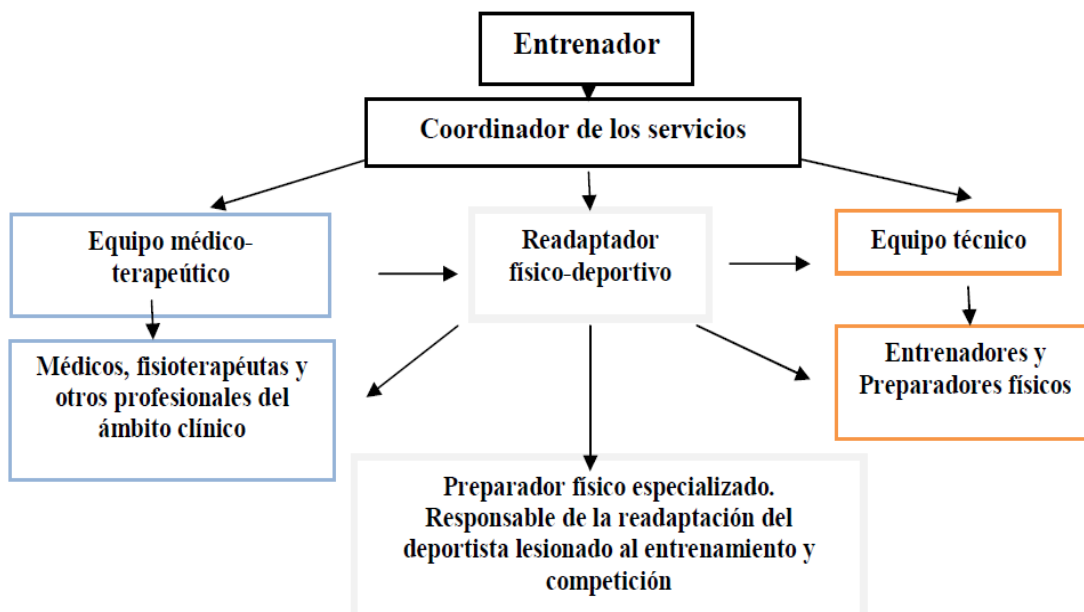 Entrenador
Coordinador de los servicios
Equipo médico-
terapeútico
Readaptador
físico-deportivo
Equipo técnico
Médicos, fisioterapéutas y
otros profesionales del
ámbito clínico
Entrenadores y
Preparadores físicos
Preparador físico especializado.
Responsable de la readaptación del
deportista lesionado al entrenamiento y
competición